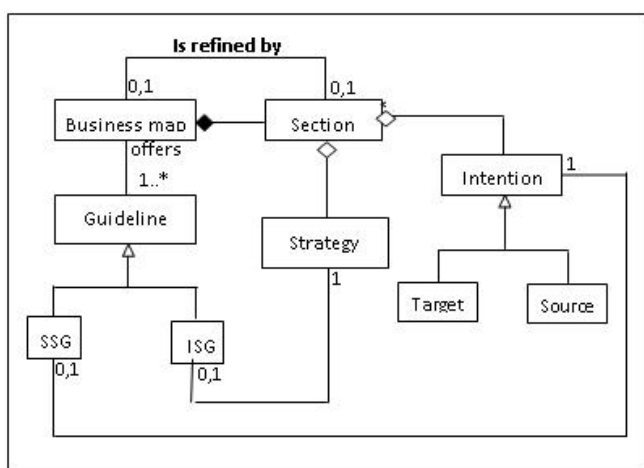 Is refined by
0,1
0,1
Business map
Section
*
offers
1
1..*
Intention
Guideline
Strategy
1
Target
Source
SSG
ISG
0,1
0,1